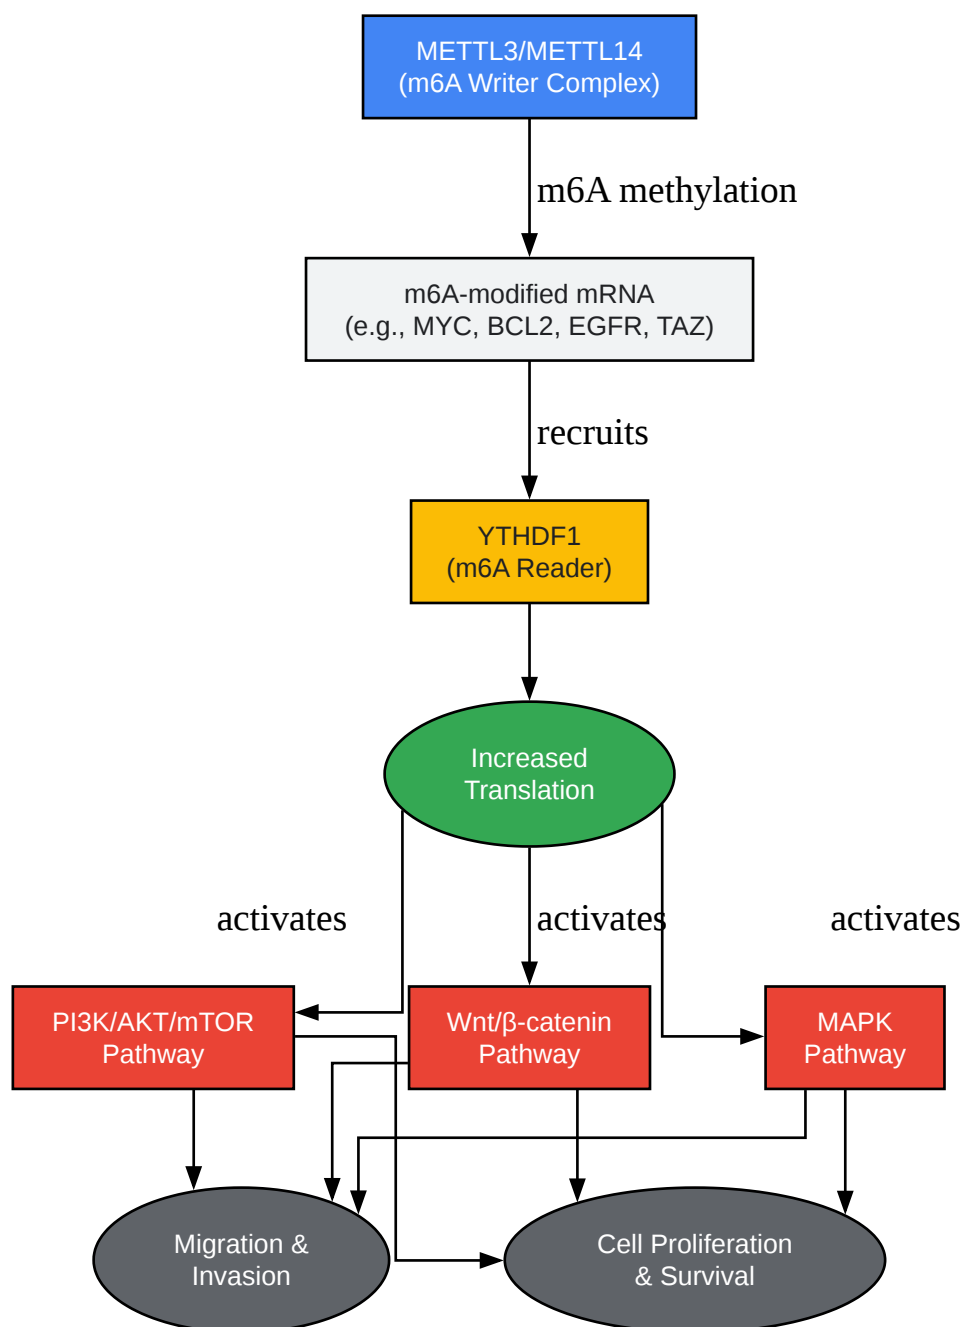 METTL3/METTL14
(m6A Writer Complex)
m6A methylation
m6A-modified mRNA
(e.g., MYC, BCL2, EGFR, TAZ)
recruits
YTHDF1
(m6A Reader)
Increased
Translation
activates
activates
activates
PI3K/AKT/mTOR
Pathway
Wnt/β-catenin
Pathway
MAPK
Pathway
Migration &
Invasion
Cell Proliferation
& Survival